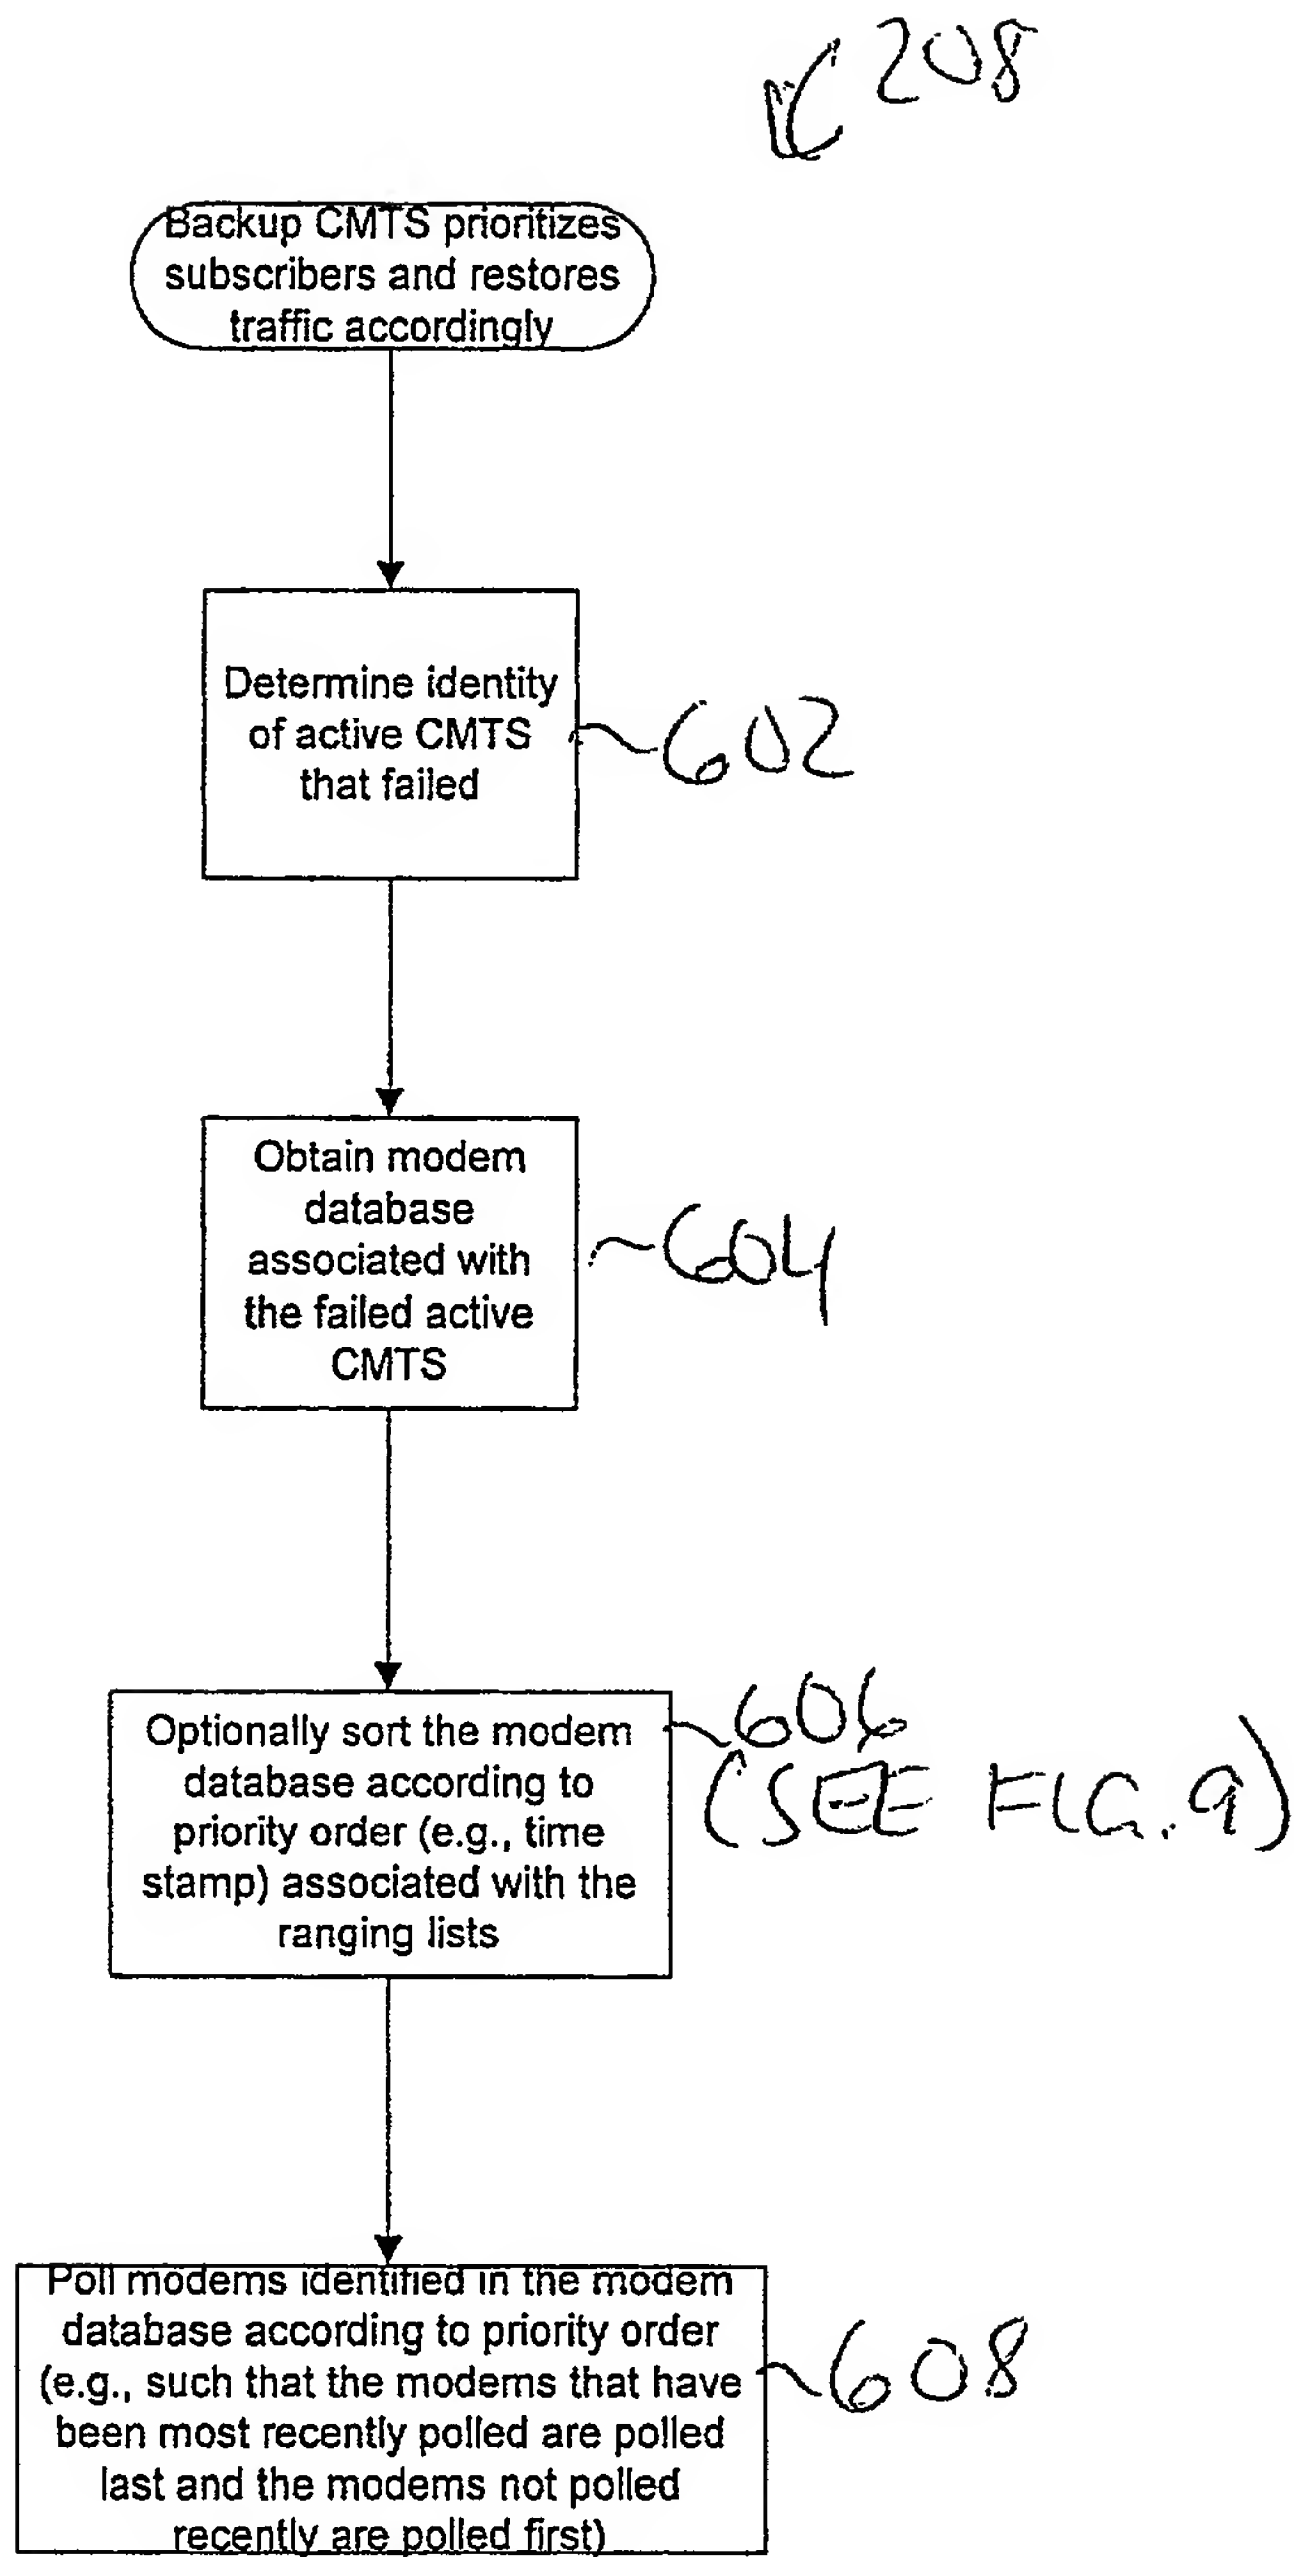 208
Backup CMTS prioritizes
subscribers and restores
traffic accordingly
Determine identity
of active CMTS
that failed
602
Obtain modem
database
associated with
the failed active
CMTS
604
Optionally sort the modem
database according to
priority order (e.g., time
stamp) associated with the
ranging lists
606
(SEE FIG. 9)
Poll modems identified in the modem
database according to priority order
(e.g., such that the modems that have
been most recently polled are polled
last and the modems not polled
recently are polled first)
608